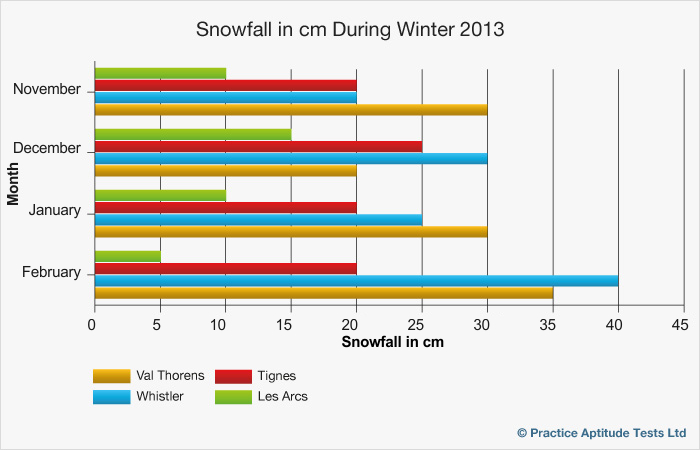 Snowfall in cm During Winter 2013
November
December
January
February
Month
0 5 10 15 20 25 30 35 40 45
Snowfall in cm
Val Thorens Tignes
Whistler Les Arcs
© Practice Aptitude Tests Ltd